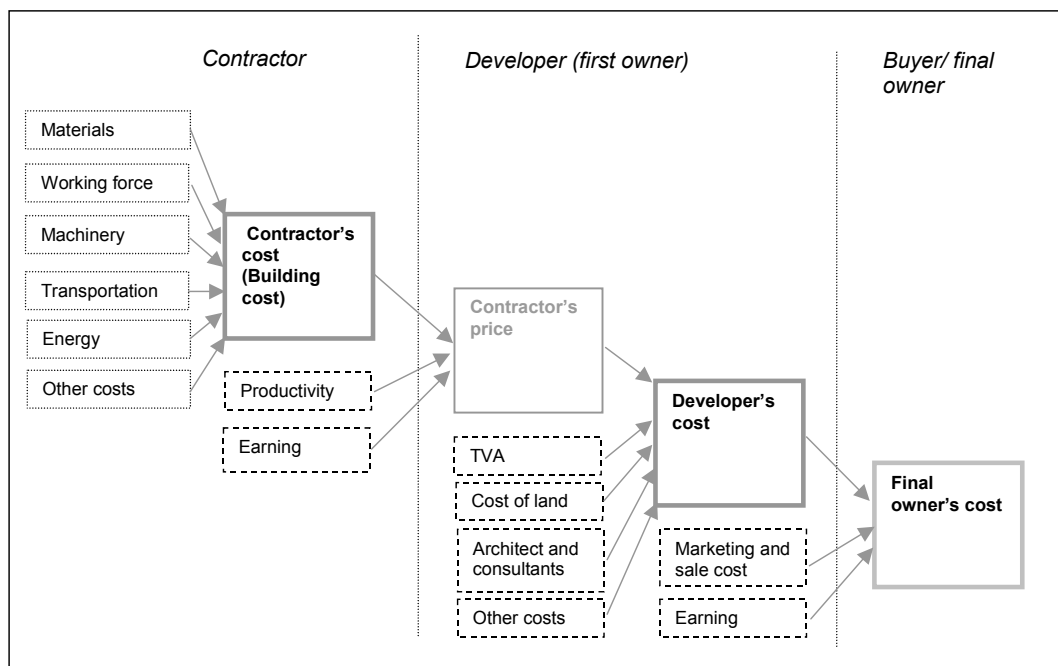 Contractor
Developer (first owner)
Buyer/ final
owner
Materials
Working force
Machinery
Transportation
Energy
Other costs
Contractor’s
cost
(Building
cost)
Productivity
Earning
Contractor’s
price
TVA
Cost of land
Architect and
consultants
Other costs
Developer’s
cost
Marketing and
sale cost
Earning
Final
owner’s cost